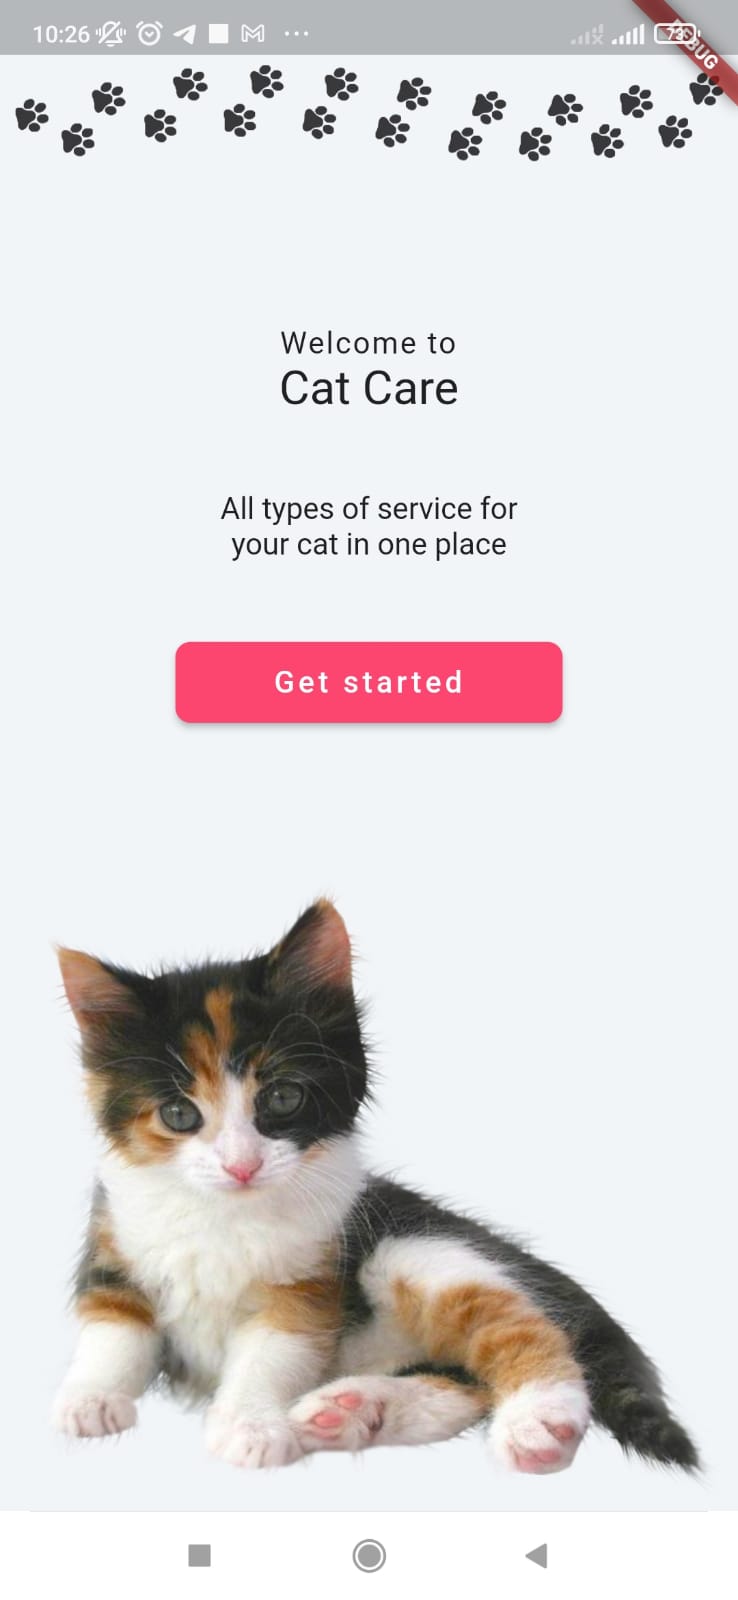 10:26
73
DEBUG
Welcome to
Cat Care
All types of service for
your cat in one place
Get started